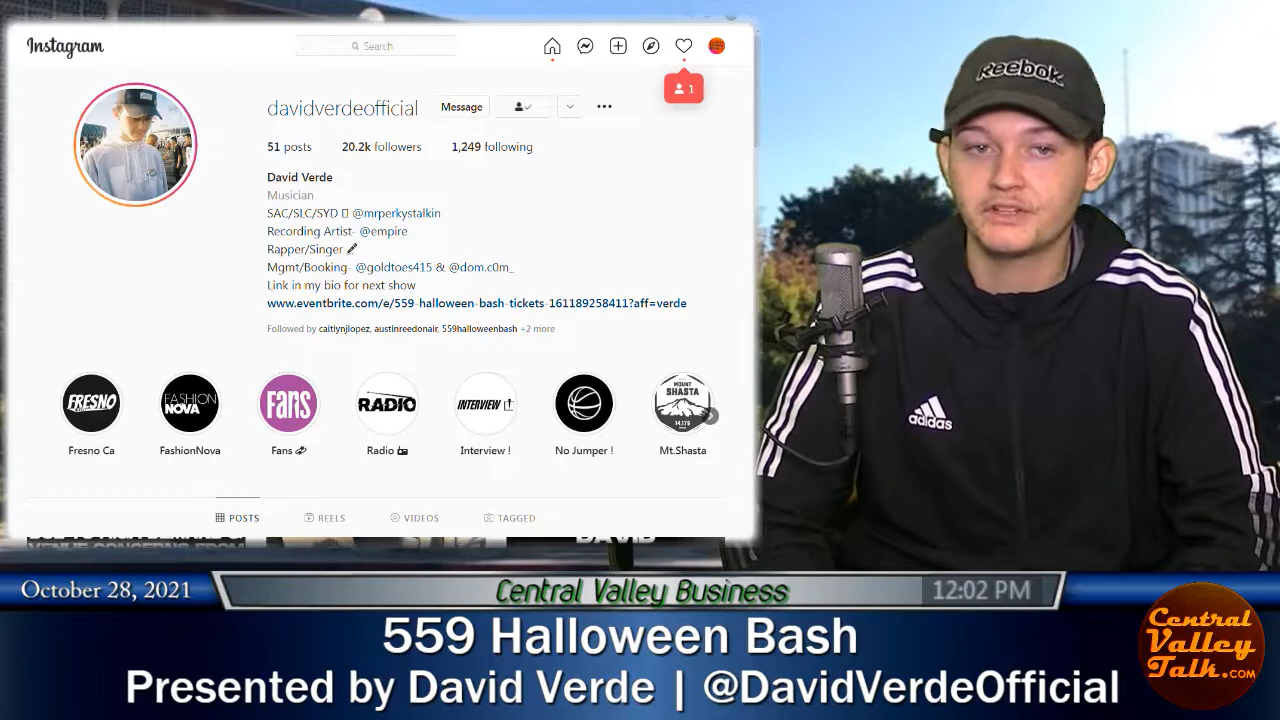 Instagram
Search
1
davidverdeofficial
Message
51 posts 20.2k followers 1,249 following
David Verde
Musician
SAC/SLC/SYD @mrperkystalkin
Recording Artist- @empire
Rapper/Singer
Mgmt/Booking- @goldtoes415 & @dom.c0m_
Link in my bio for next show
www.eventbrite.com/e/559-halloween-bash-tickets-161189258411?aff=verde
Followed by caitlynjlopez, austinreedonair, 559halloweenbash +2 more
FRESNO
FASHION
NOVA
FANS
RADIO
INTERVIEW
MOUNT
SHASTA
14,179
Fresno Ca FashionNova Fans Radio Interview ! No Jumper ! Mt.Shasta
POSTS REELS VIDEOS TAGGED
DAVID
Reebok
adidas
October 28, 2021
Central Valley Business
12:02 PM
559 Halloween Bash
Presented by David Verde | @DavidVerdeOfficial
Central
Valley
Talk.com